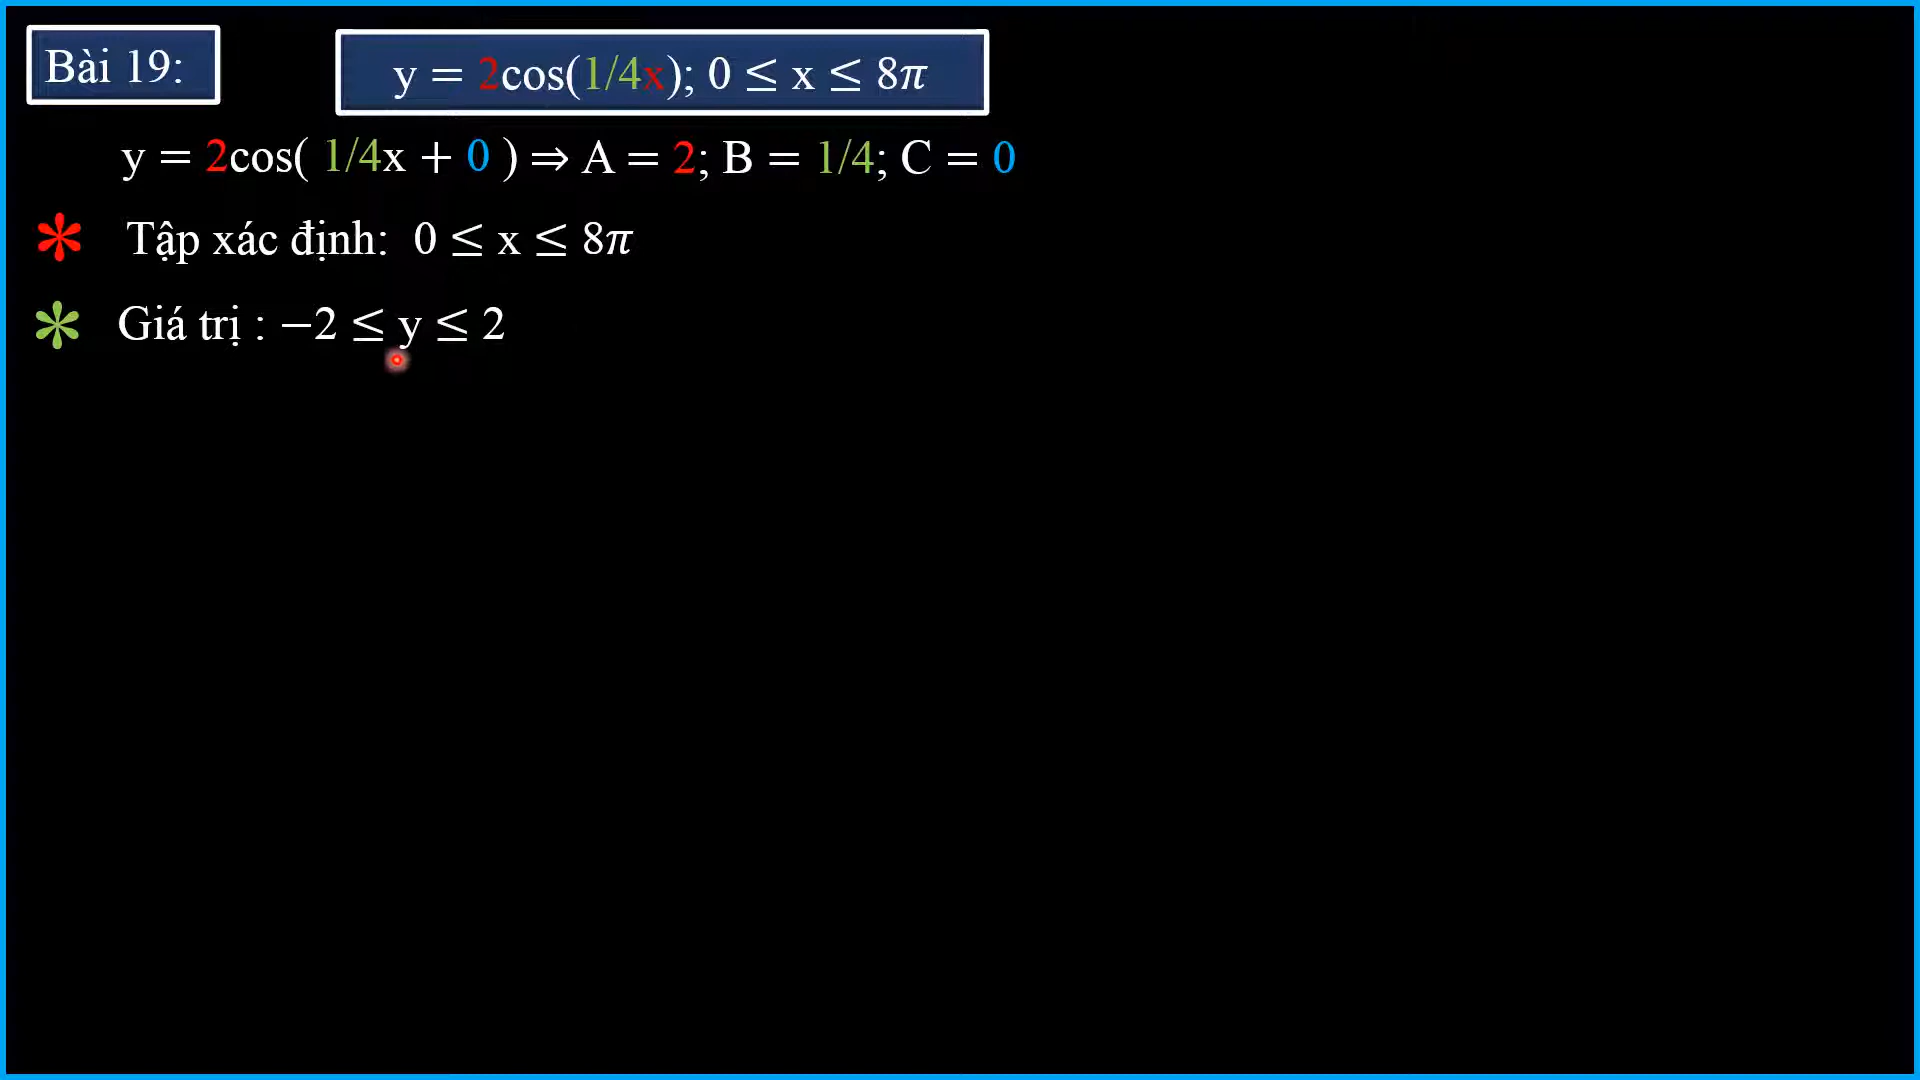 Bài 19:
y = 2cos(1/4x); 0 ≤ x ≤ 8π
y = 2cos( 1/4x + 0 ) ⇒ A = 2; B = 1/4; C = 0
* Tập xác định: 0 ≤ x ≤ 8π
* Giá trị : −2 ≤ y ≤ 2